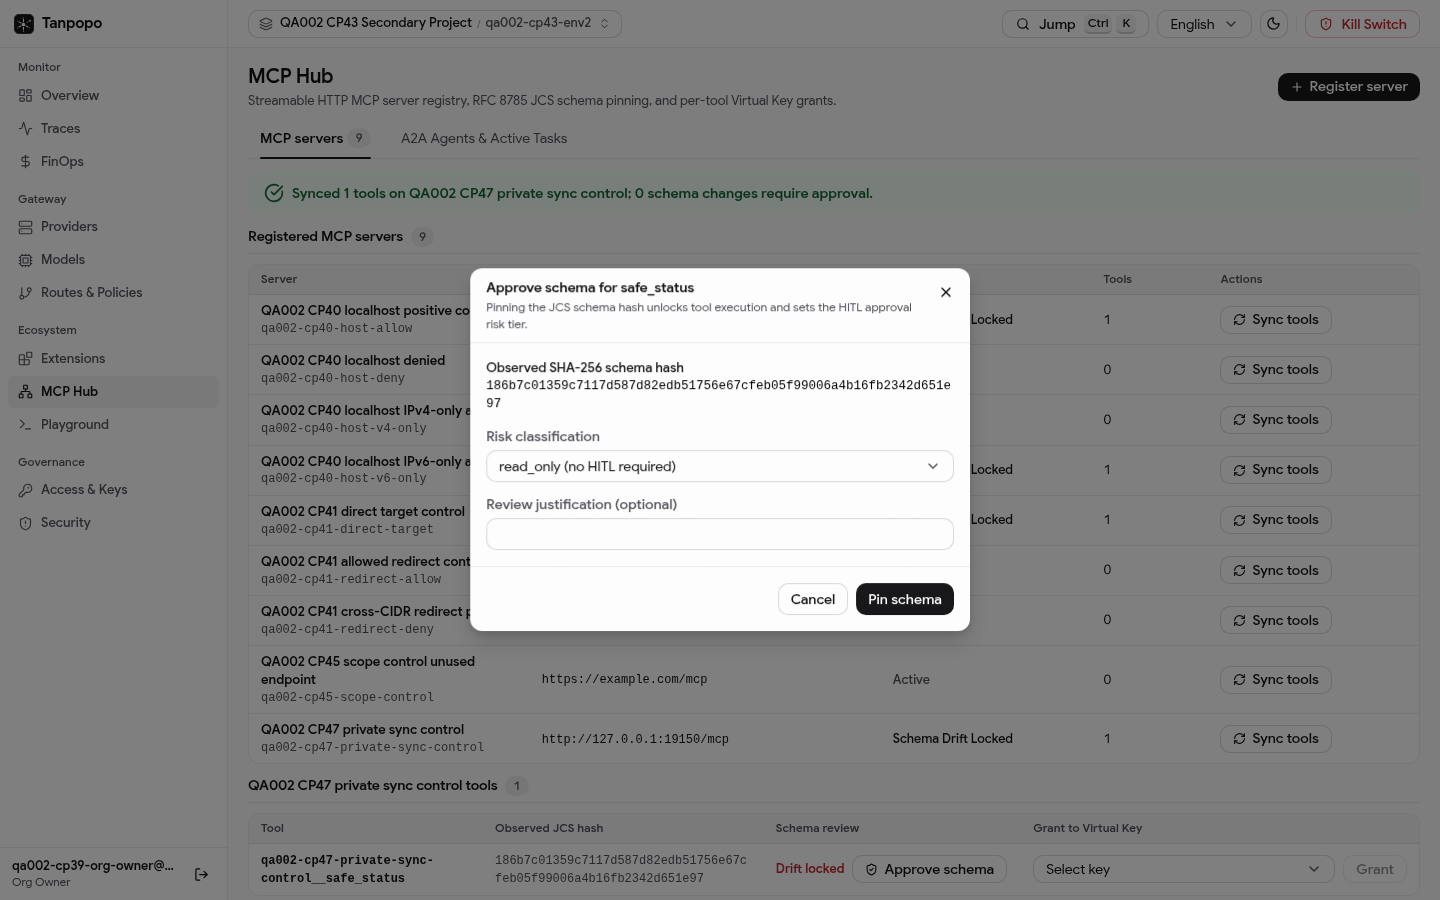 Tanpopo
QA002 CP43 Secondary Project / qa002-cp43-env2
Jump Ctrl K
English
Kill Switch
Monitor
Overview
Traces
FinOps
Gateway
Providers
Models
Routes & Policies
Ecosystem
Extensions
MCP Hub
Playground
Governance
Access & Keys
Security
qa002-cp39-org-owner@...
Org Owner
MCP Hub
Streamable HTTP MCP server registry, RFC 8785 JCS schema pinning, and per-tool Virtual Key grants.
+ Register server
MCP servers 9
A2A Agents & Active Tasks
Synced 1 tools on QA002 CP47 private sync control; 0 schema changes require approval.
Registered MCP servers 9
Server Tools Actions
QA002 CP40 localhost positive co
qa002-cp40-host-allow
Locked 1 Sync tools
QA002 CP40 localhost denied
qa002-cp40-host-deny
0 Sync tools
QA002 CP40 localhost IPv4-only a
qa002-cp40-host-v4-only
0 Sync tools
QA002 CP40 localhost IPv6-only a
qa002-cp40-host-v6-only
Locked 1 Sync tools
QA002 CP41 direct target control
qa002-cp41-direct-target
Locked 1 Sync tools
QA002 CP41 allowed redirect cont
qa002-cp41-redirect-allow
0 Sync tools
QA002 CP41 cross-CIDR redirect p
qa002-cp41-redirect-deny
0 Sync tools
QA002 CP45 scope control unused
endpoint
qa002-cp45-scope-control
https://example.com/mcp Active 0 Sync tools
QA002 CP47 private sync control
qa002-cp47-private-sync-control
http://127.0.0.1:19150/mcp Schema Drift Locked 1 Sync tools
Approve schema for safe_status
Pinning the JCS schema hash unlocks tool execution and sets the HITL approval
risk tier.
Observed SHA-256 schema hash
186b7c01359c7117d587d82edb51756e67cfeb05f99006a4b16fb2342d651e
97
Risk classification
read_only (no HITL required)
Review justification (optional)
Cancel
Pin schema
QA002 CP47 private sync control tools 1
Tool Observed JCS hash Schema review Grant to Virtual Key
qa002-cp47-private-sync-
control__safe_status
186b7c01359c7117d587d82edb51756e67c
feb05f99006a4b16fb2342d651e97
Drift locked Approve schema Select key Grant